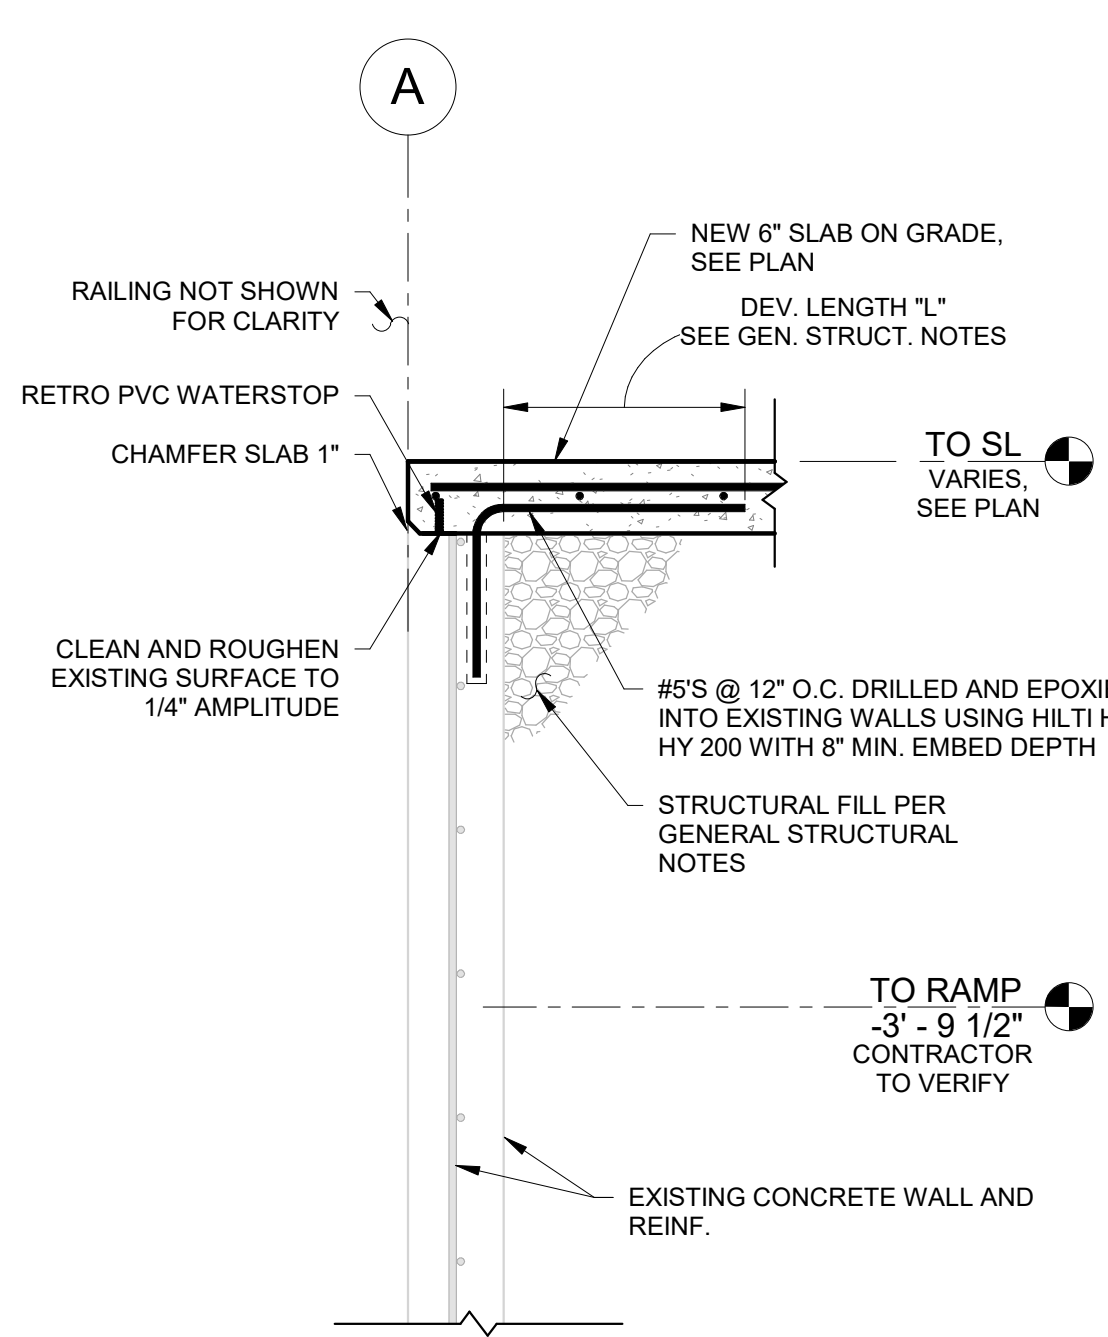 A
NEW 6" SLAB ON GRADE,
SEE PLAN
RAILING NOT SHOWN
FOR CLARITY
DEV. LENGTH "L"
SEE GEN. STRUCT. NOTES
RETRO PVC WATERSTOP
CHAMFER SLAB 1"
TO SL
VARIES,
SEE PLAN
CLEAN AND ROUGHEN
EXISTING SURFACE TO
1/4" AMPLITUDE
#5'S @ 12" O.C. DRILLED AND
INTO EXISTING WALLS USING HILTI
HY 200 WITH 8" MIN. EMBED DEPTH
STRUCTURAL FILL PER
GENERAL STRUCTURAL
NOTES
TO RAMP
-3' - 9 1/2"
CONTRACTOR
TO VERIFY
EXISTING CONCRETE WALL AND
REINF.